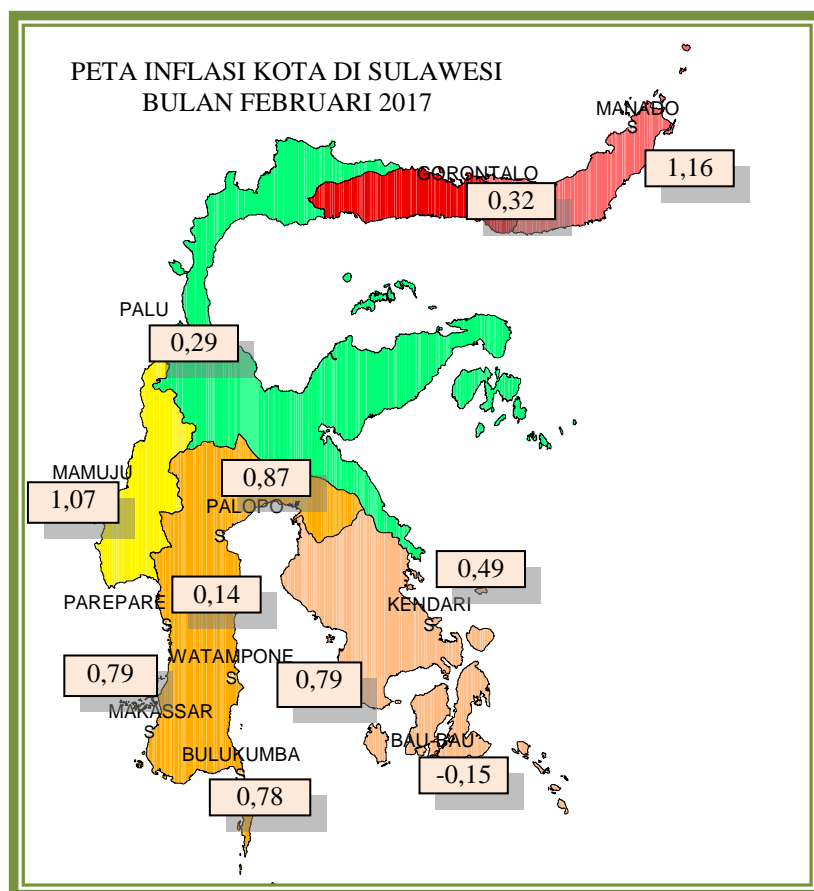 PETA INFLASI KOTA DI SULAWESI
BULAN FEBRUARI 2017
MANADO
S
1,16
GORONTALO
0,32
PALU
0,29
MAMUJU
1,07
0,87
PALOPO
S
0,49
KENDARI
S
PAREPARE
S
0,14
WATAMPONE
S
0,79
0,79
MAKASSAR
S
BAU-BAU
-0,15
BULUKUMBA
0,78